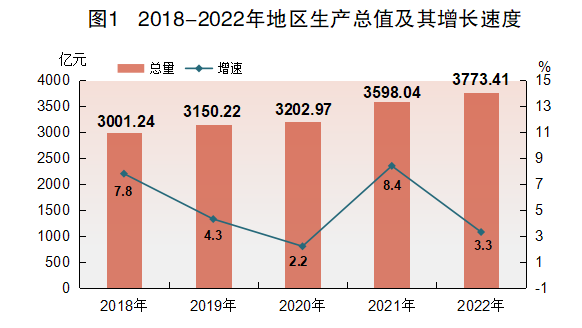 图1 2018-2022年地区生产总值及其增长速度
亿元 总量 增速 %
4000 3500 3000 2500 2000 1500 1000 500 0
3001.24 3150.22 3202.97 3598.04 3773.41
7.8 4.3 2.2 8.4 3.3
15 13 11 9 7 5 3 1 -1
2018年 2019年 2020年 2021年 2022年